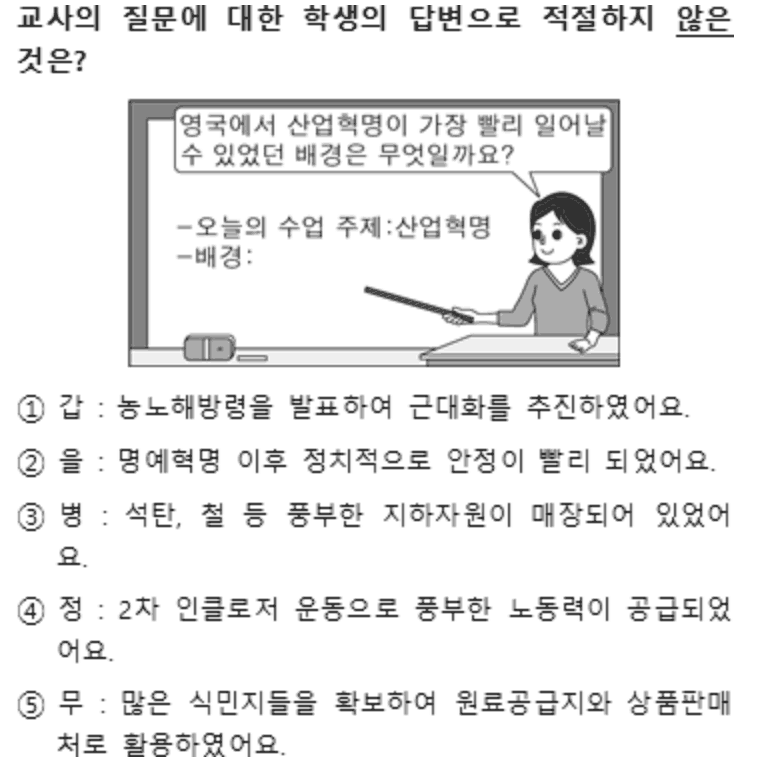 교사의 질문에 대한 학생의 답변으로 적절하지 않은
것은?
영국에서 산업혁명이 가장 빨리 일어날
수 있었던 배경은 무엇일까요?
-오늘의 수업 주제:산업혁명
-배경:
① 갑 : 농노해방령을 발표하여 근대화를 추진하였어요.
② 을 : 명예혁명 이후 정치적으로 안정이 빨리 되었어요.
③ 병 : 석탄, 철 등 풍부한 지하자원이 매장되어 있었어
요.
④ 정 : 2차 인클로저 운동으로 풍부한 노동력이 공급되었
어요.
⑤ 무 : 많은 식민지들을 확보하여 원료공급지와 상품판매
처로 활용하였어요.